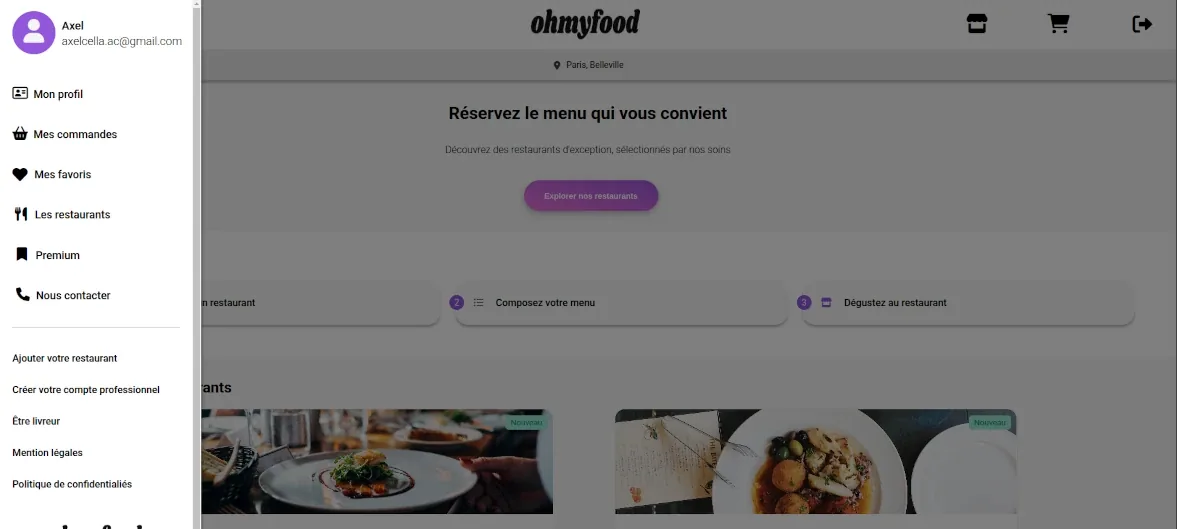 Axel
axelcella.ac@gmail.com
Mon profil
Mes commandes
Mes favoris
Les restaurants
Premium
Nous contacter
Ajouter votre restaurant
Créer votre compte professionnel
Être livreur
Mention légales
Politique de confidentialiés
ohmyfood
Paris, Belleville
Réservez le menu qui vous convient
Découvrez des restaurants d'exception, sélectionnés par nos soins
Explorer nos restaurants
restaurant
2 Composez votre menu
3 Dégustez au restaurant
Nouveau
Nouveau